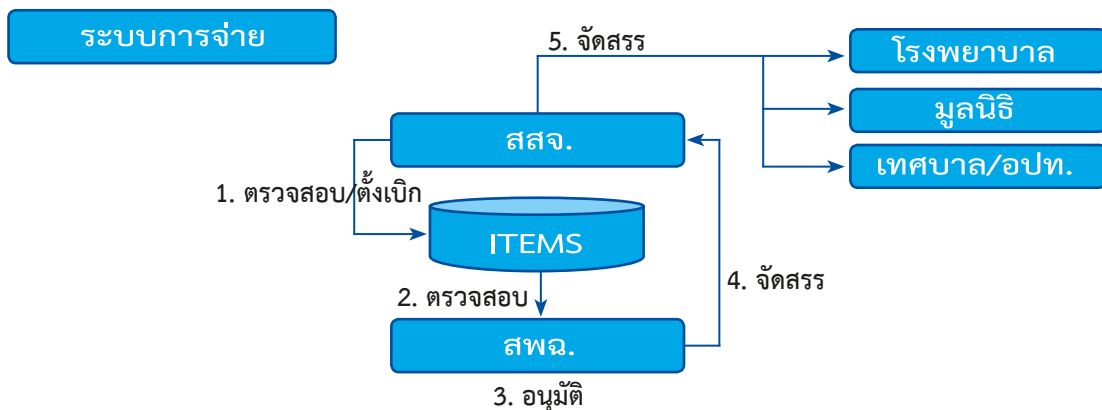 ระบบการจ่าย
5. จัดสรร
โรงพยาบาล
มูลนิธิ
เทศบาล/อปท.
สสจ.
1. ตรวจสอบ/ตั้งเบิก
ITEMS
4. จัดสรร
2. ตรวจสอบ
สพฉ.
3. อนุมัติ